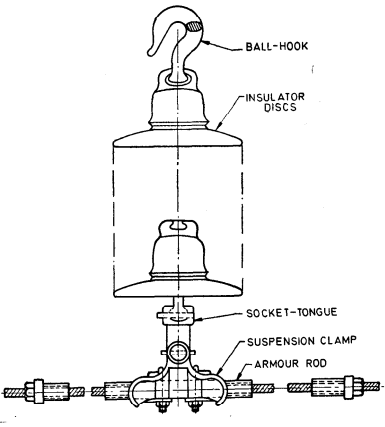 BALL-HOOK
INSULATOR
DISCS
SOCKET-TONGUE
SUSPENSION CLAMP
ARMOUR ROD